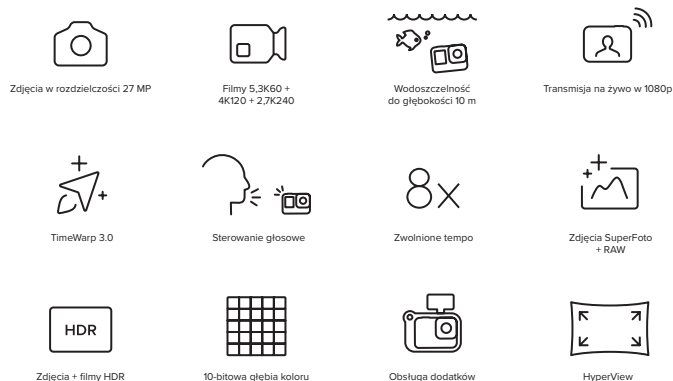 Zdjęcia w rozdzielczości 27 MP
Filmy 5,3K60 +
4K120 + 2,7K240
Wodoszczelność
do głębokości 10 m
Transmisja na żywo w 1080p
TimeWarp 3.0
Sterowanie głosowe
8x
Zwolnione tempo
Zdjęcia SuperFoto
+ RAW
HDR
Zdjęcia + filmy HDR
10-bitowa głębia koloru
Obsługa dodatków
HyperView